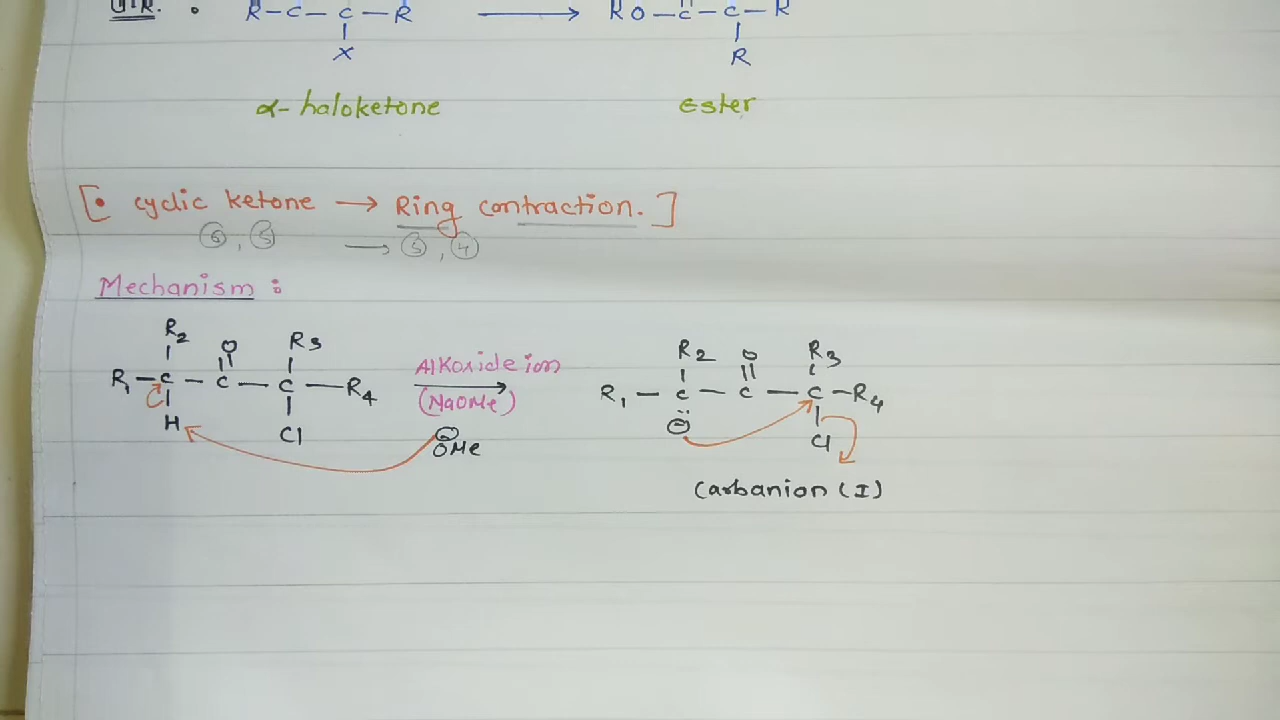 R – C – C – R ⟶ RO – C – C – R
X R
α- haloketone Ester
[• cyclic ketone → Ring contraction.]
6, 5 → 5, 4
Mechanism :
R2 O R3 R2 O R3
R1 – C – C – C – R4 Alkoxide ion R1 – C – C – C – R4
H Cl (NaOMe) ⊖ Cl
⊖OMe
Carbanion (I)